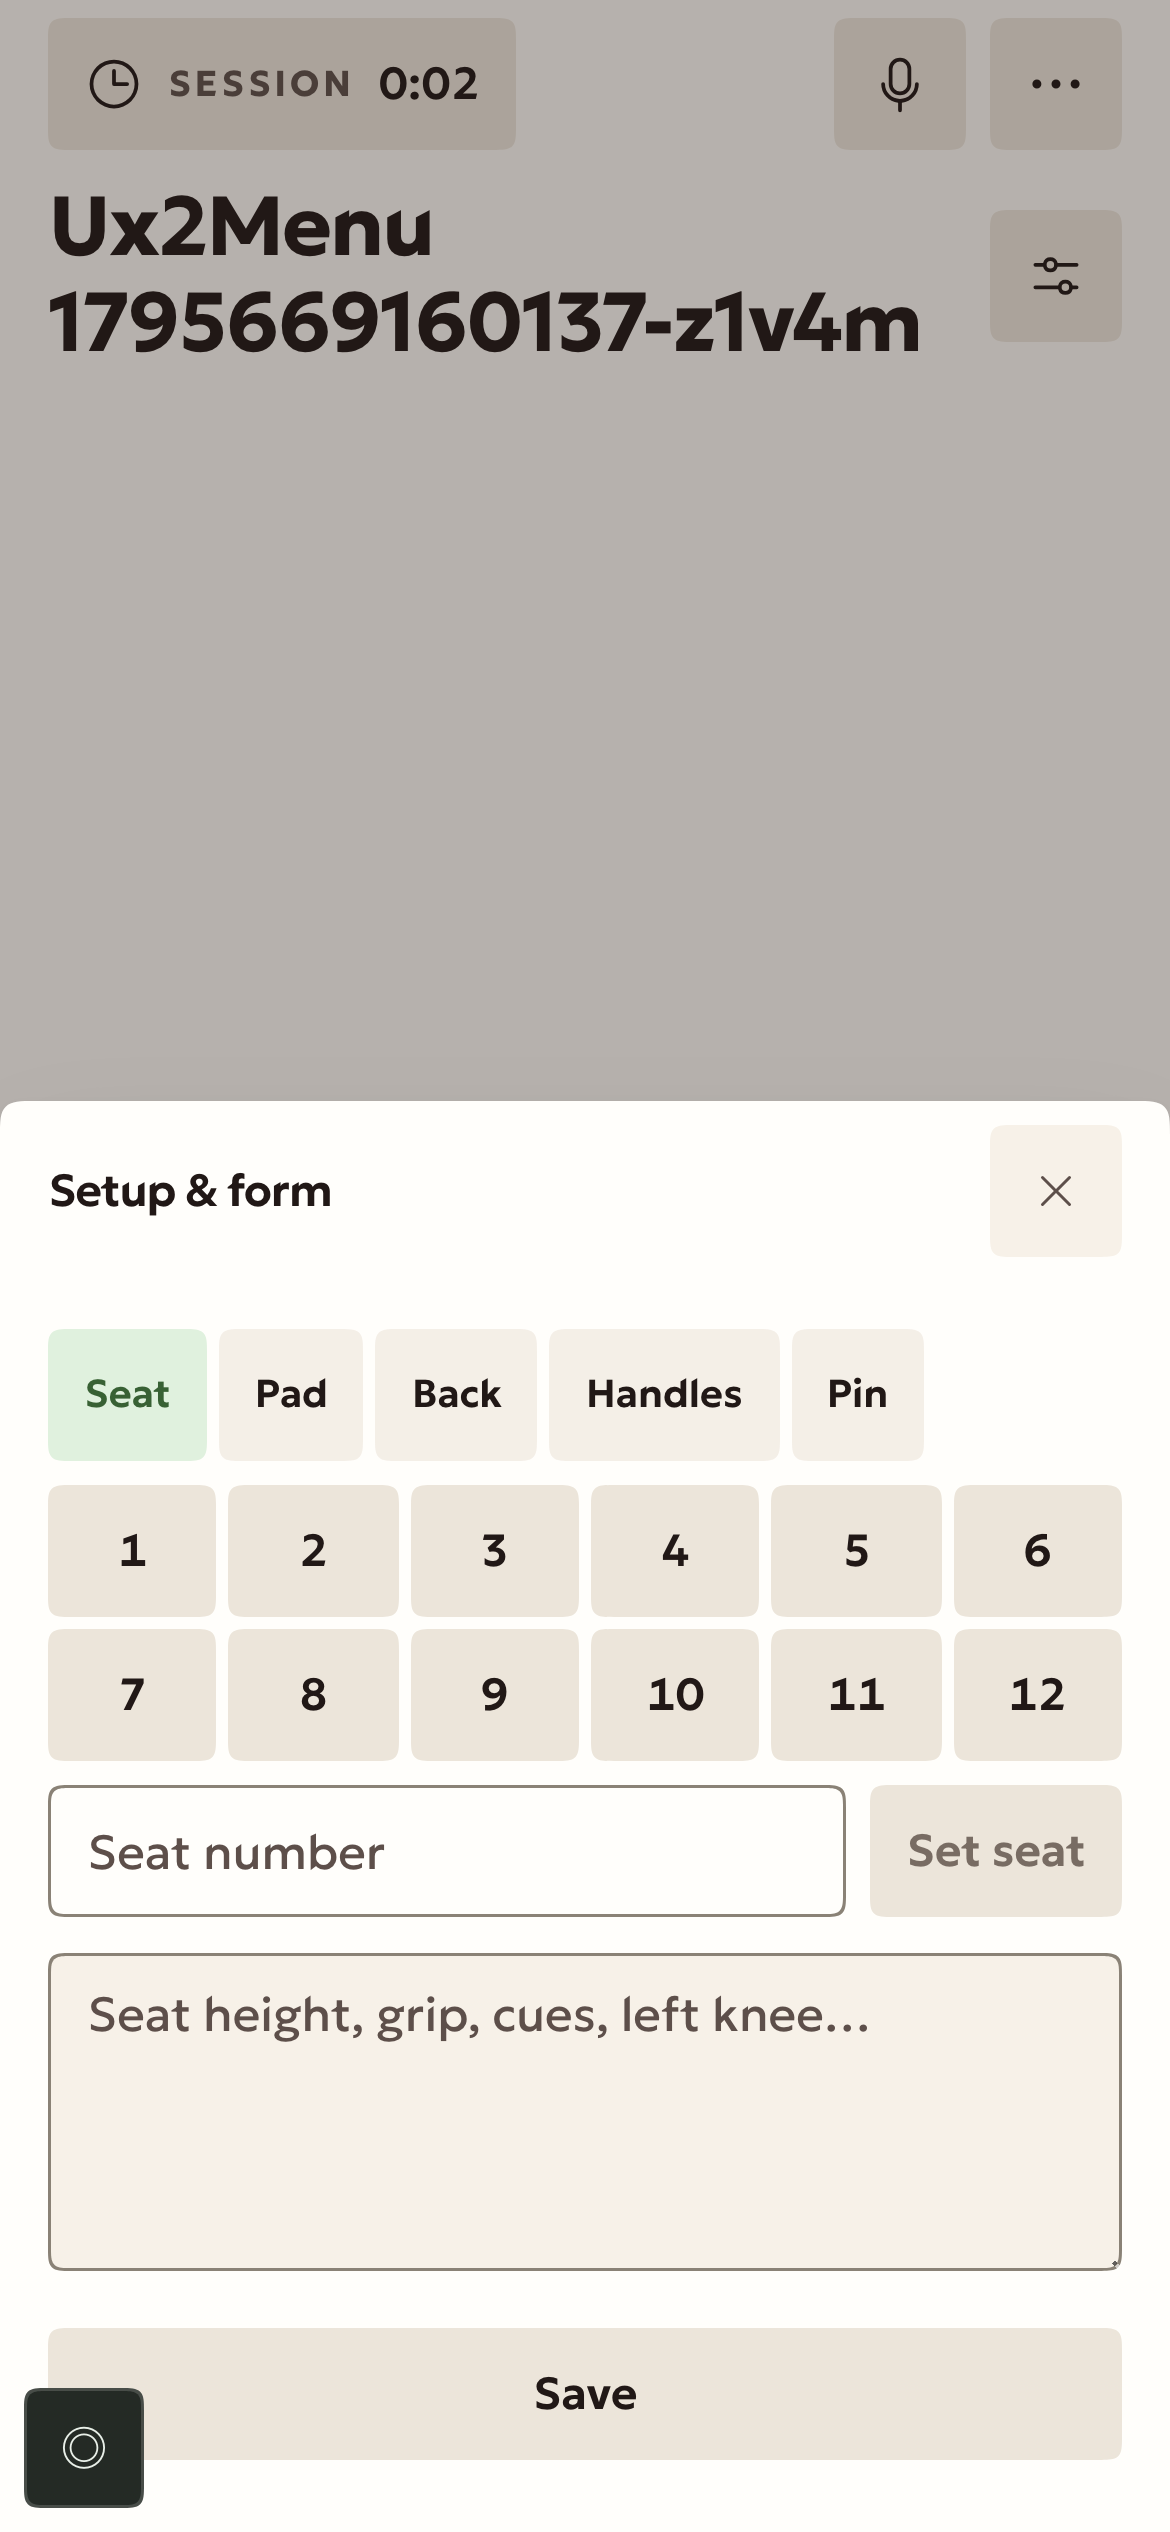 SESSION 0:02
Ux2Menu
1795669160137-z1v4m
Setup & form
Seat Pad Back Handles Pin
1 2 3 4 5 6
7 8 9 10 11 12
Seat number Set seat
Seat height, grip, cues, left knee...
Save